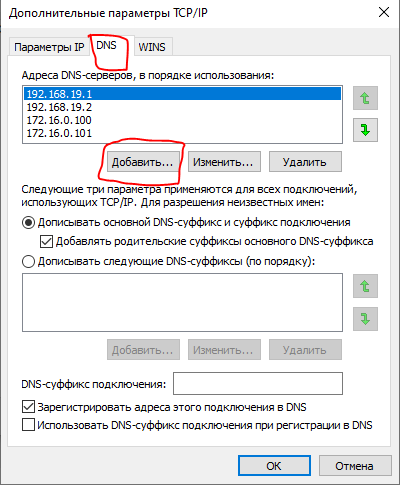 Дополнительные параметры TCP/IP
Параметры IP DNS WINS
Адреса DNS-серверов, в порядке использования:
192.168.19.1
192.168.19.2
172.16.0.100
172.16.0.101
Добавить... Изменить... Удалить
Следующие три параметра применяются для всех подключений,
использующих TCP/IP. Для разрешения неизвестных имен:
Дописывать основной DNS-суффикс и суффикс подключения
Добавлять родительские суффиксы основного DNS-суффикса
Дописывать следующие DNS-суффиксы (по порядку):
Добавить... Изменить... Удалить
DNS-суффикс подключения:
Зарегистрировать адреса этого подключения в DNS
Использовать DNS-суффикс подключения при регистрации в DNS
ОК Отмена